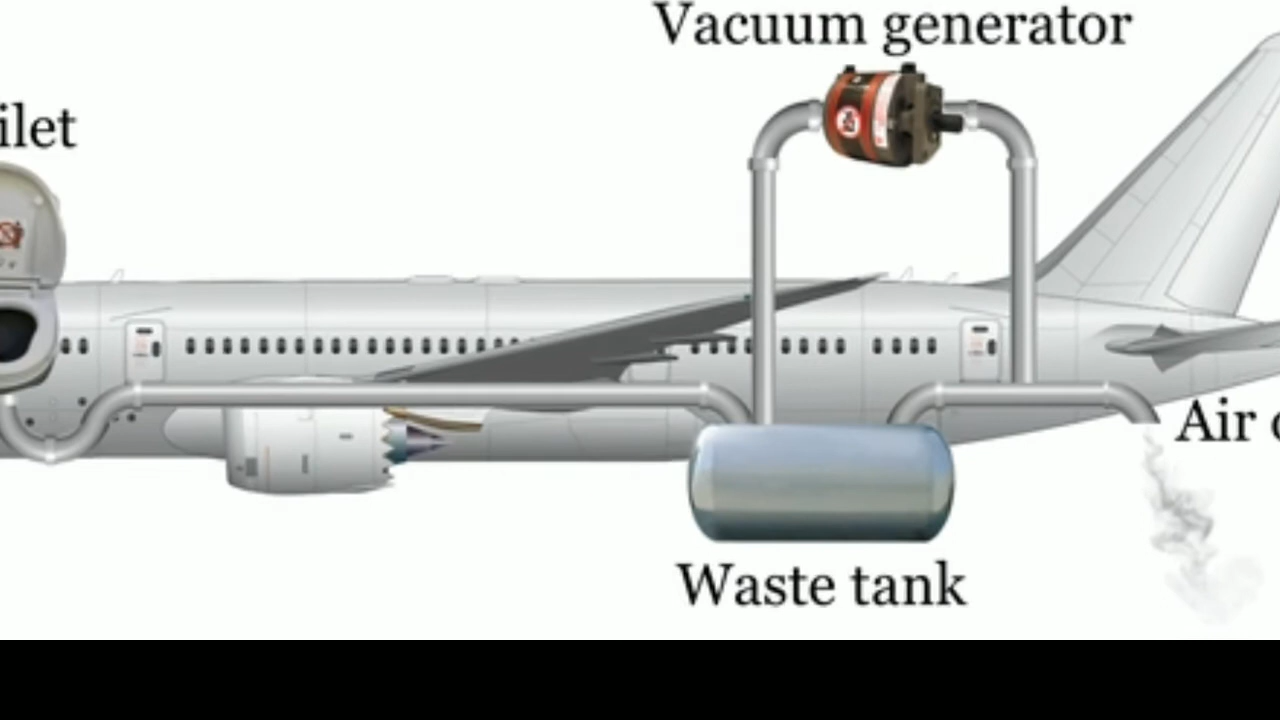 Vacuum generator
ilet
Air
Waste tank